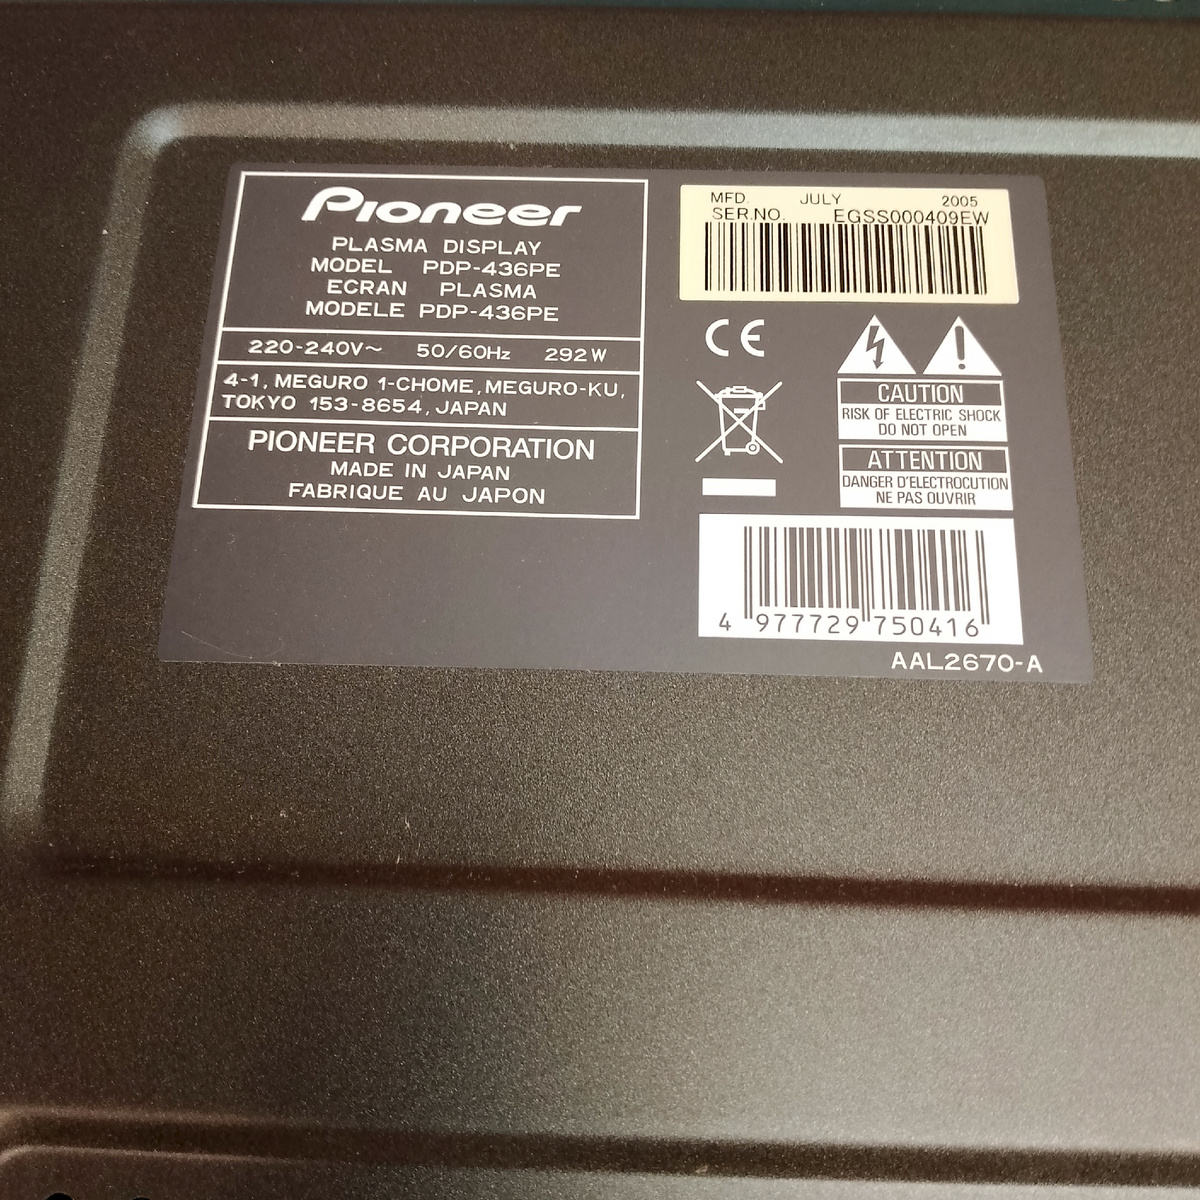 Pioneer
PLASMA DISPLAY
MODEL PDP-436PE
ECRAN PLASMA
MODELE PDP-436PE
220-240V~ 50/60Hz 292W
4-1, MEGURO 1-CHOME, MEGURO-KU,
TOKYO 153-8654, JAPAN
PIONEER CORPORATION
MADE IN JAPAN
FABRIQUE AU JAPON
MFD. JULY 2005
SER.NO. EGSS000409EW
CE
CAUTION
RISK OF ELECTRIC SHOCK
DO NOT OPEN
ATTENTION
DANGER D'ELECTROCUTION
NE PAS OUVRIR
4 977729 750416
AAL2670-A